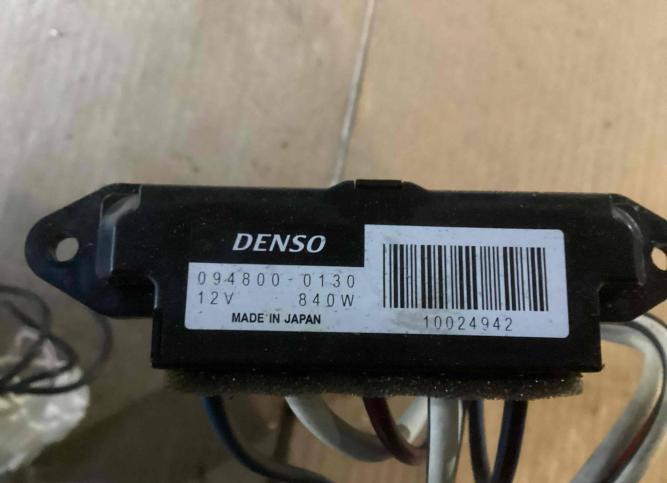 DENSO
094800-0130
12V 840W
MADE IN JAPAN
10024942